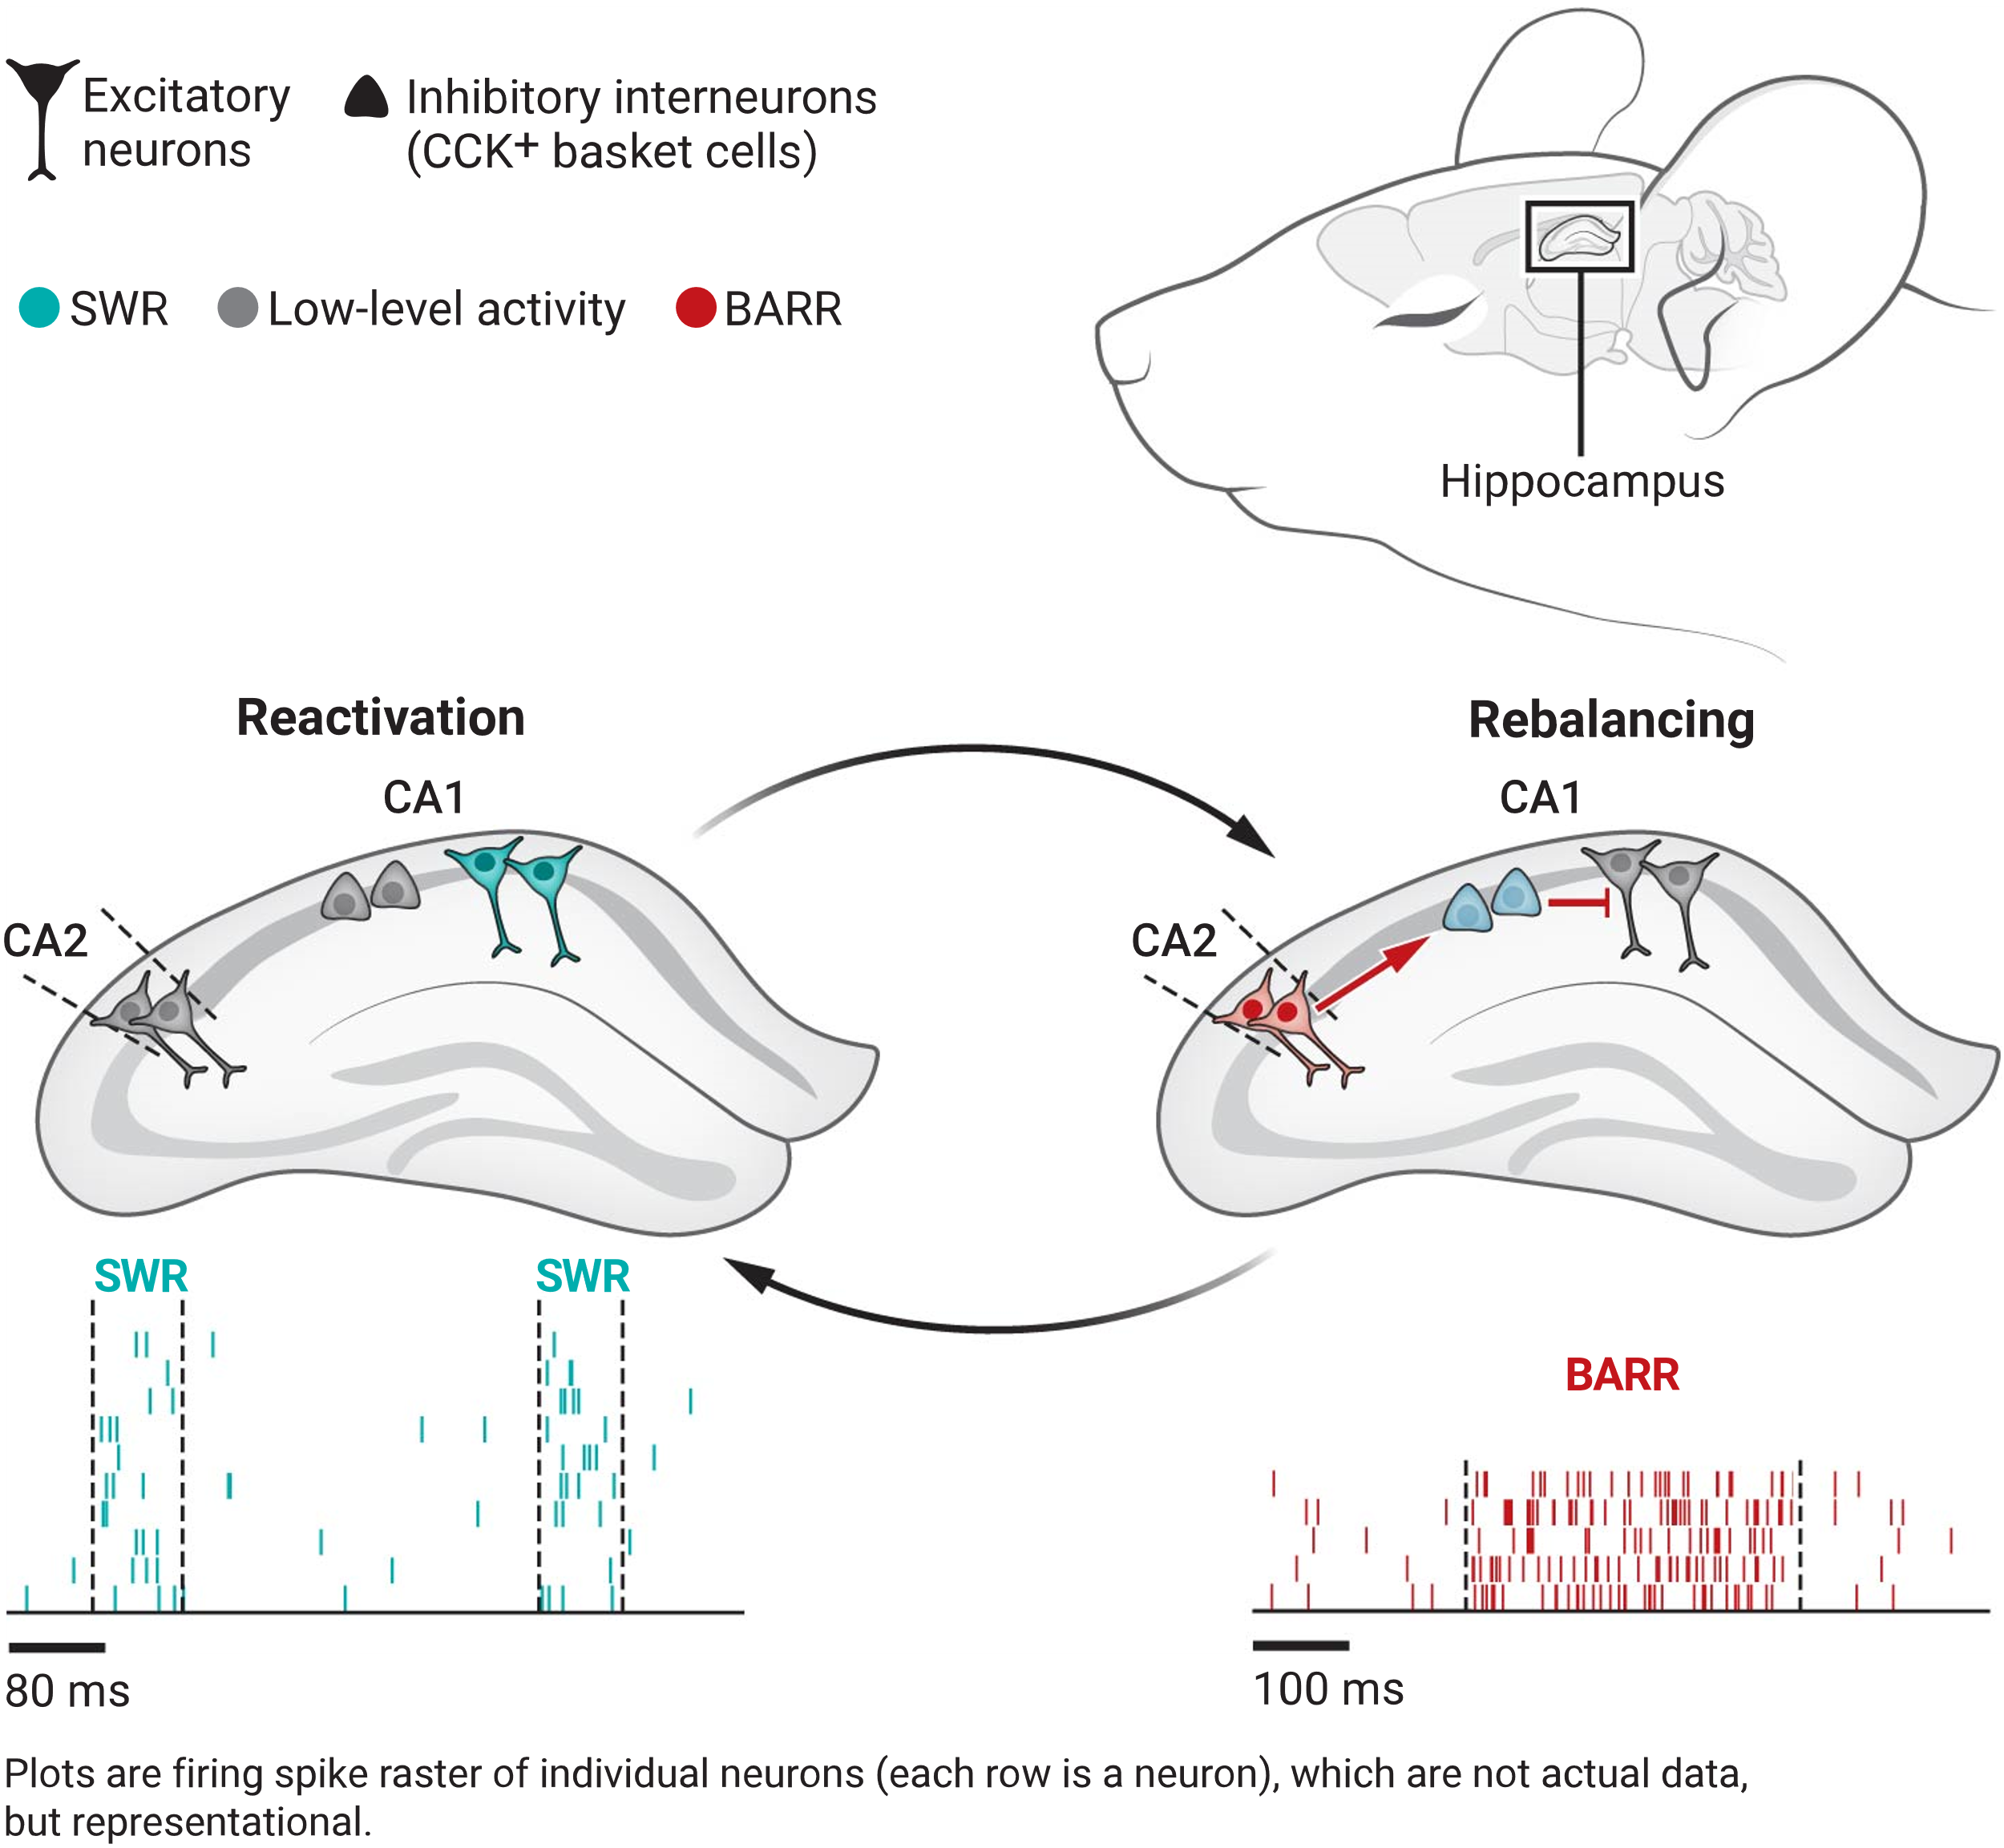 Excitatory
neurons
Inhibitory interneurons
(CCK+ basket cells)
SWR
Low-level activity
BARR
Hippocampus
Reactivation
CA1
CA2
Rebalancing
CA1
CA2
SWR
SWR
80 ms
BARR
100 ms
Plots are firing spike raster of individual neurons (each row is a neuron), which are not actual data,
but representational.